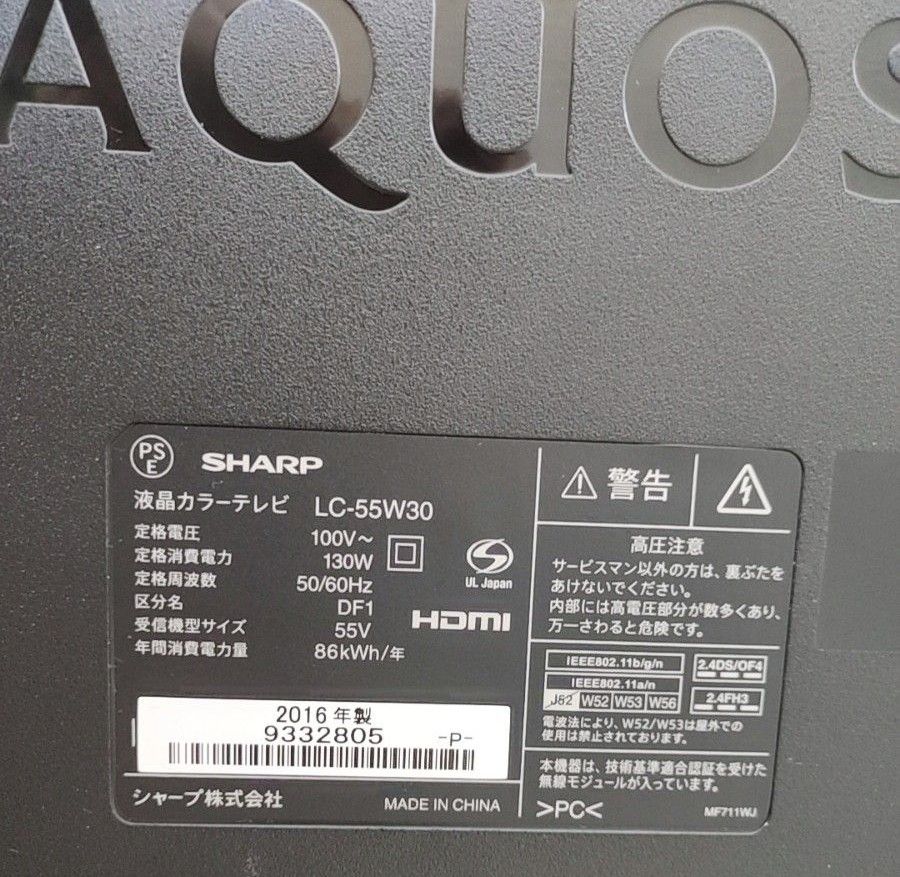 AQUOS
PSE
SHARP
液晶カラーテレビ LC-55W30
定格電圧 100V～
定格消費電力 130W
定格周波数 50/60Hz
区分名 DF1
受信機型サイズ 55V
年間消費電力量 86kWh/年
UL Japan
HDMI
2016年製
9332805 -P-
シャープ株式会社 MADE IN CHINA
警告
高圧注意
サービスマン以外の方は、裏ぶたを
あけないでください。
内部には高電圧部分が数多くあり、
万一さわると危険です。
IEEE802.11b/g/n
IEEE802.11a/n
J52 W52 W53 W56
2.4DS/OF4
2.4FH3
電波法により、W52/W53は屋外での
使用は禁止されております。
本機器は、技術基準適合認証を受けた
無線モジュールが入っています。
>PC<
MF711WJ